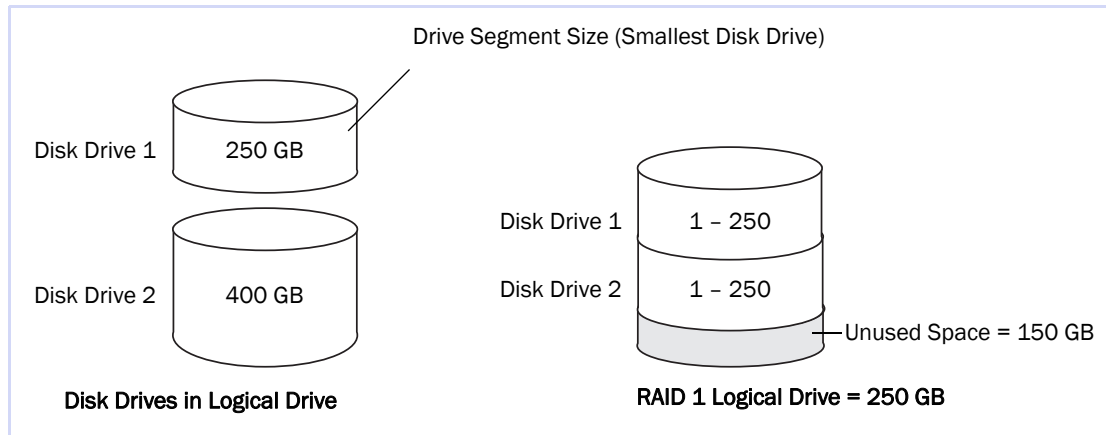 Drive Segment Size (Smallest Disk Drive)
Disk Drive 1
250 GB
Disk Drive 2
400 GB
Disk Drives in Logical Drive
Disk Drive 1
1 – 250
Disk Drive 2
1 – 250
Unused Space = 150 GB
RAID 1 Logical Drive = 250 GB